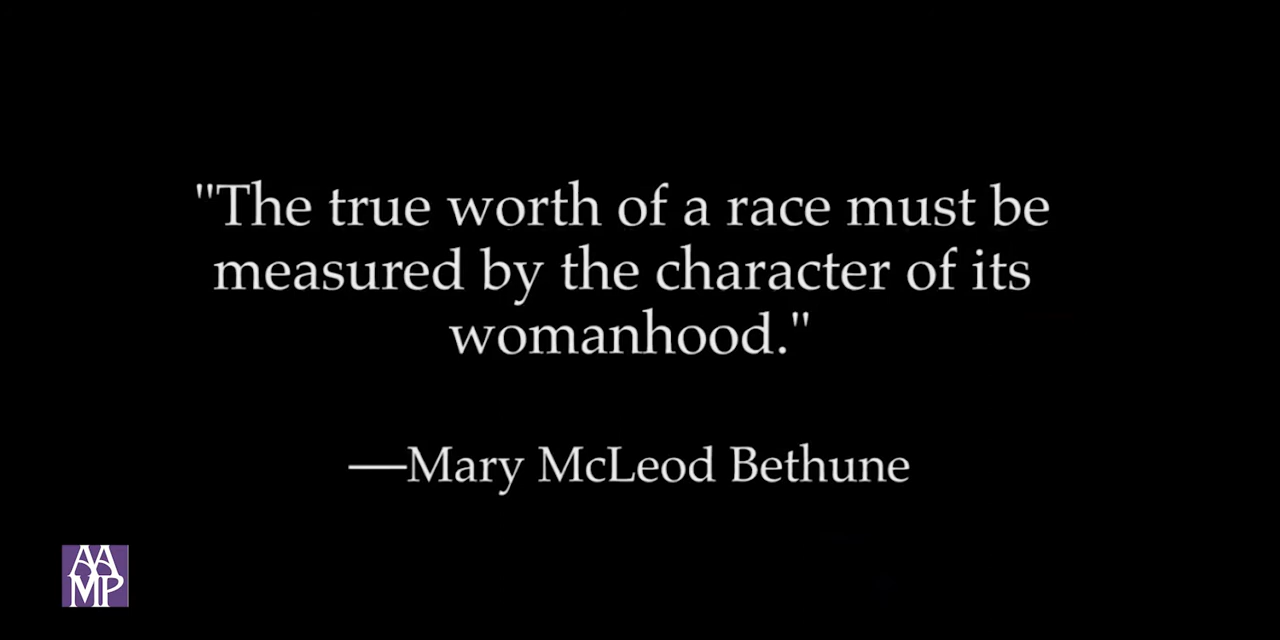 "The true worth of a race must be
measured by the character of its
womanhood."
—Mary McLeod Bethune
AA
MP